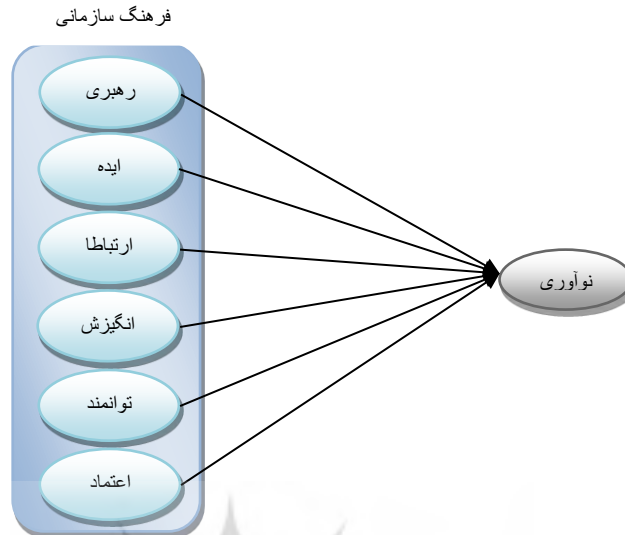 فرهنگ سازمانی
رهبری
ایده
ارتباطا
انگیزش
توانمند
اعتماد
نوآوری